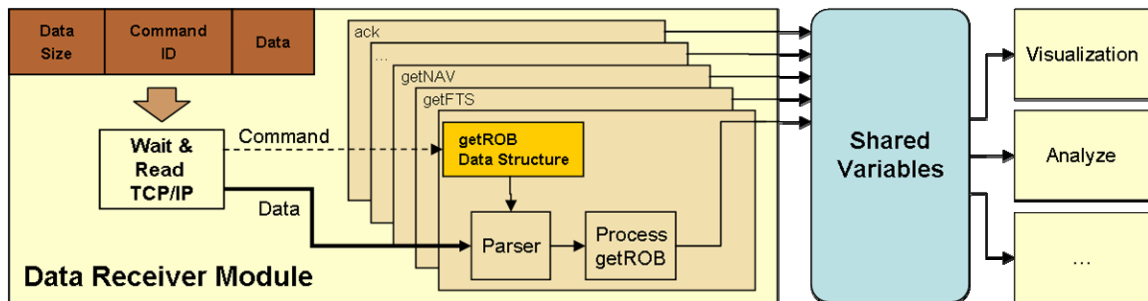 Data
Size
Command
ID
Data
ack
...
getNAV
getFTS
getROB
Data Structure
Wait &
Read
TCP/IP
Command
Data
Parser
Process
getROB
Data Receiver Module
Shared
Variables
Visualization
Analyze
...